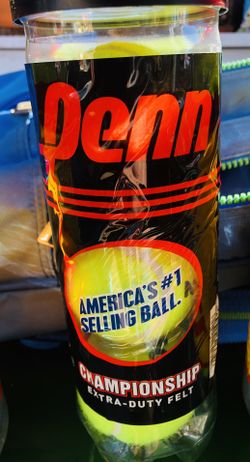 Penn
AMERICA'S #1
SELLING BALL.
CHAMPIONSHIP
EXTRA-DUTY FELT